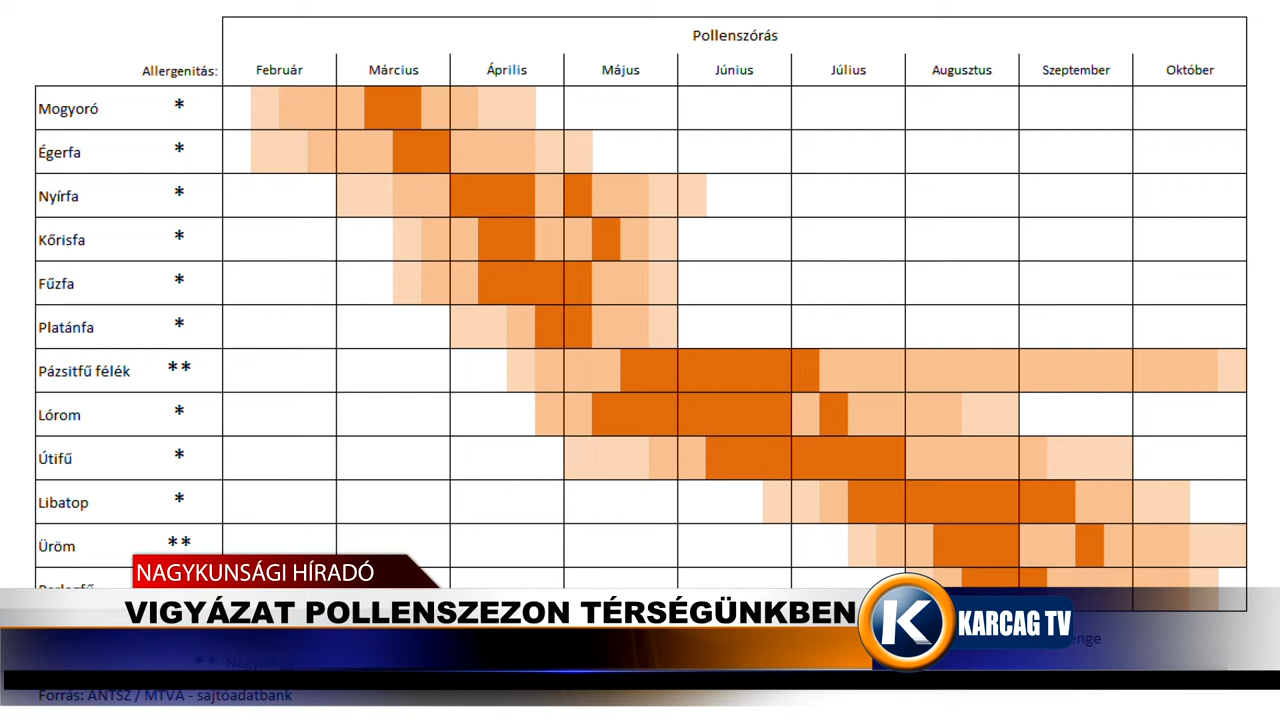 Pollenszórás
Allergenitás: Február Március Április Május Június Július Augusztus Szeptember Október
Mogyoró *
Égerfa *
Nyírfa *
Kőrisfa *
Fűzfa *
Platánfa *
Pázsitfű félék **
Lórom *
Útifű *
Libatop *
Üröm **
NAGYKUNSÁGI HÍRADÓ
VIGYÁZAT POLLENSZEZON TÉRSÉGÜNKBEN
K KARCAG TV
Forrás: ANTSZ / MTVA - sajtóadatbank